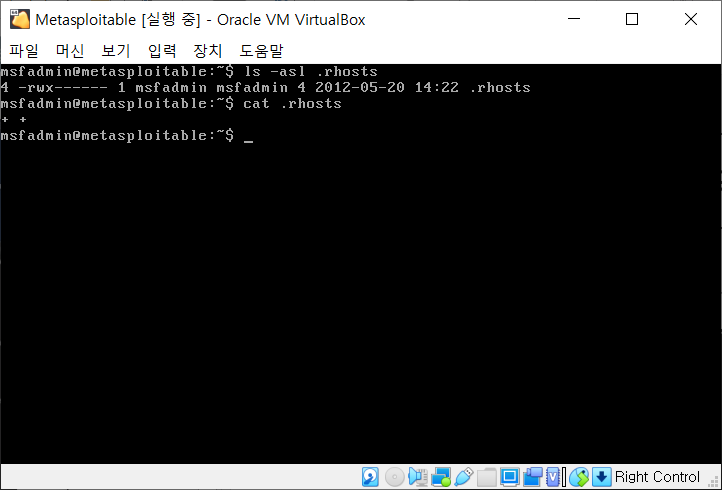 Metasploitable [실행 중] - Oracle VM VirtualBox
파일 머신 보기 입력 장치 도움말
msfadmin@metasploitable:~$ ls -asl .rhosts
4 -rwx------ 1 msfadmin msfadmin 4 2012-05-20 14:22 .rhosts
msfadmin@metasploitable:~$ cat .rhosts
+ +
msfadmin@metasploitable:~$ _
Right Control